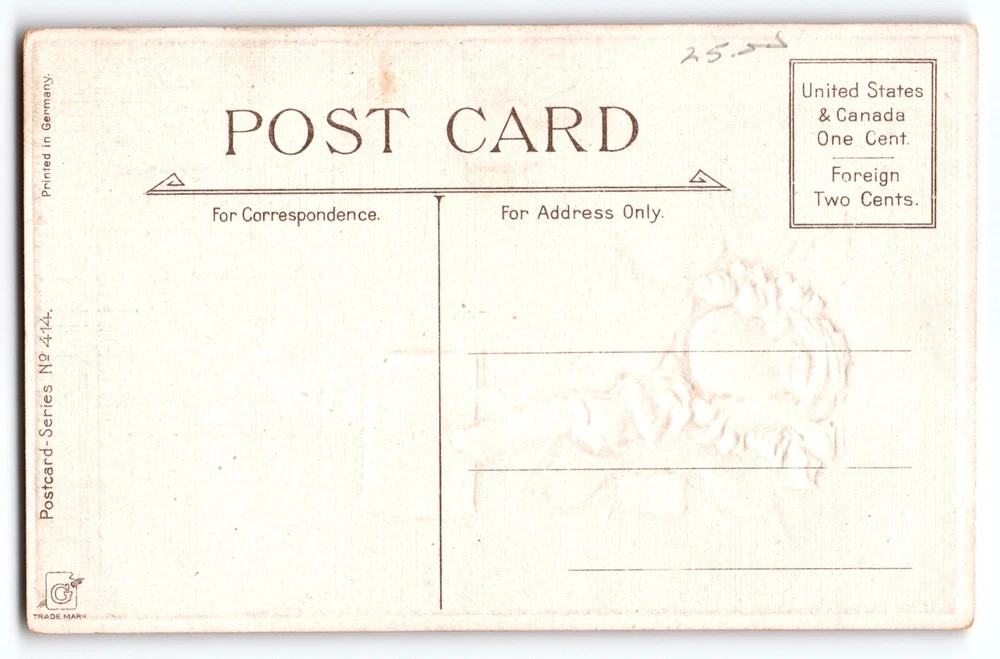 25.00
POST CARD
United States
& Canada
One Cent.
Foreign
Two Cents.
For Correspondence.
For Address Only.
Printed in Germany.
Postcard-Series Nº 414.
G
TRADE MARK